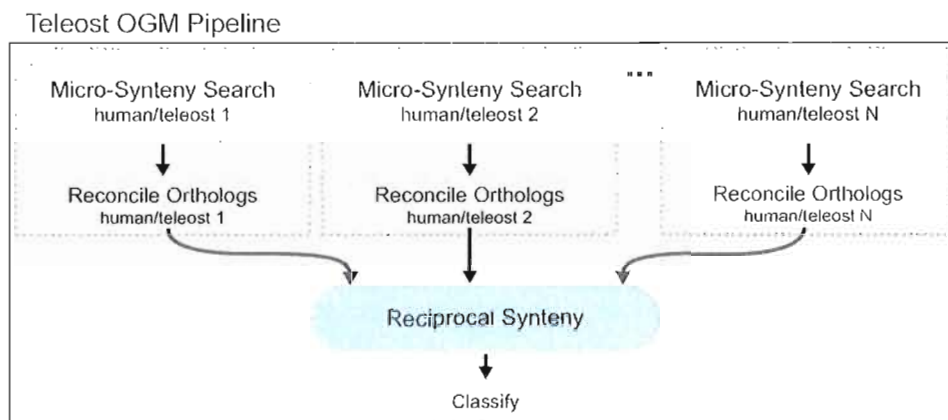 Teleost OGM Pipeline
...
Micro-Synteny Search
human/teleost 1
Micro-Synteny Search
human/teleost 2
Micro-Synteny Search
human/teleost N
Reconcile Orthologs
human/teleost 1
Reconcile Orthologs
human/teleost 2
Reconcile Orthologs
human/teleost N
Reciprocal Synteny
Classify